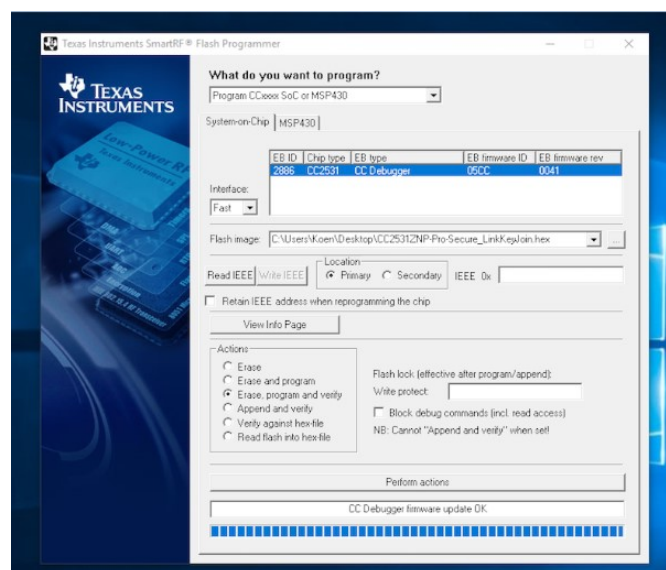 Texas Instruments SmartRF® Flash Programmer
TEXAS
INSTRUMENTS
Low-Power RF
Texas Instruments
What do you want to program?
Program CCxxxx SoC or MSP430
System-on-Chip MSP430
EB ID Chip type EB type EB firmware ID EB firmware rev
2886 CC2531 CC Debugger 05CC 0041
Interface:
Fast
Flash image: C:\Users\Koen\Desktop\CC2531ZNP-Pro-Secure_LinkKeyJoin.hex ...
Location
Read IEEE Write IEEE Primary Secondary IEEE 0x
Retain IEEE address when reprogramming the chip
View Info Page
Actions
Erase
Erase and program
Erase, program and verify
Append and verify
Verify against hex-file
Read flash into hex-file
Flash lock (effective after program/append):
Write protect:
Block debug commands (incl. read access)
NB: Cannot "Append and verify" when set!
Perform actions
CC Debugger firmware update OK